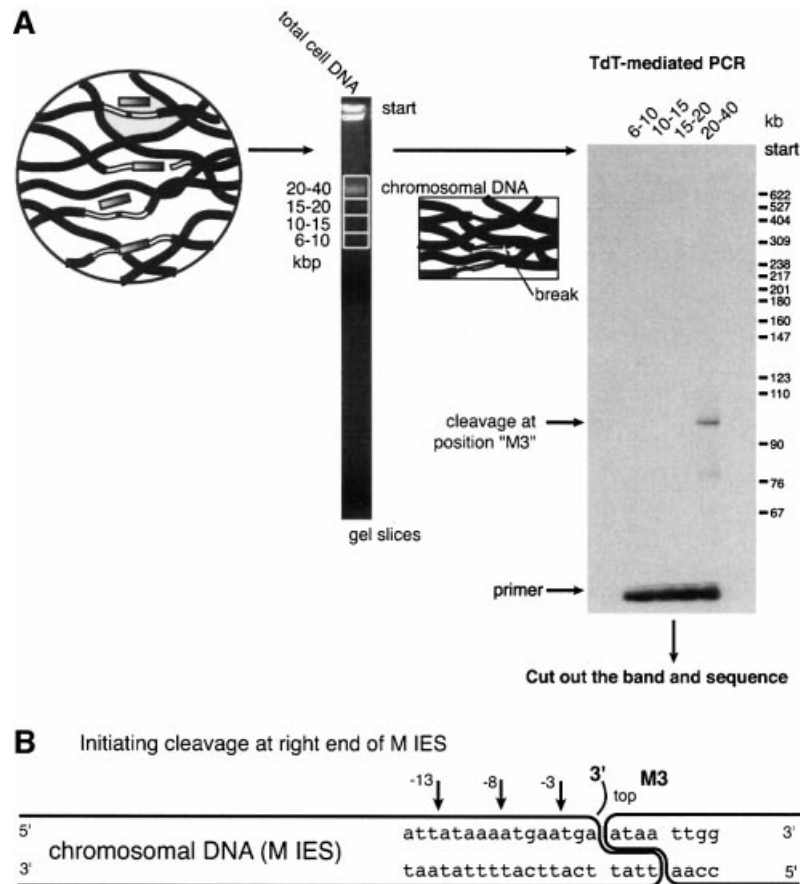 A
total cell DNA
start
20-40
15-20
10-15
6-10
kbp
chromosomal DNA
break
gel slices
TdT-mediated PCR
6-10
10-15
15-20
20-40
kb
start
622
527
404
309
238
217
201
180
160
147
123
110
90
76
67
cleavage at
position "M3"
primer
Cut out the band and sequence
B Initiating cleavage at right end of M IES
-13 -8 -3 3' top M3
5' attataaaatgaatga ataa ttgg 3'
chromosomal DNA (M IES)
3' taatattttacttact tatt aacc 5'